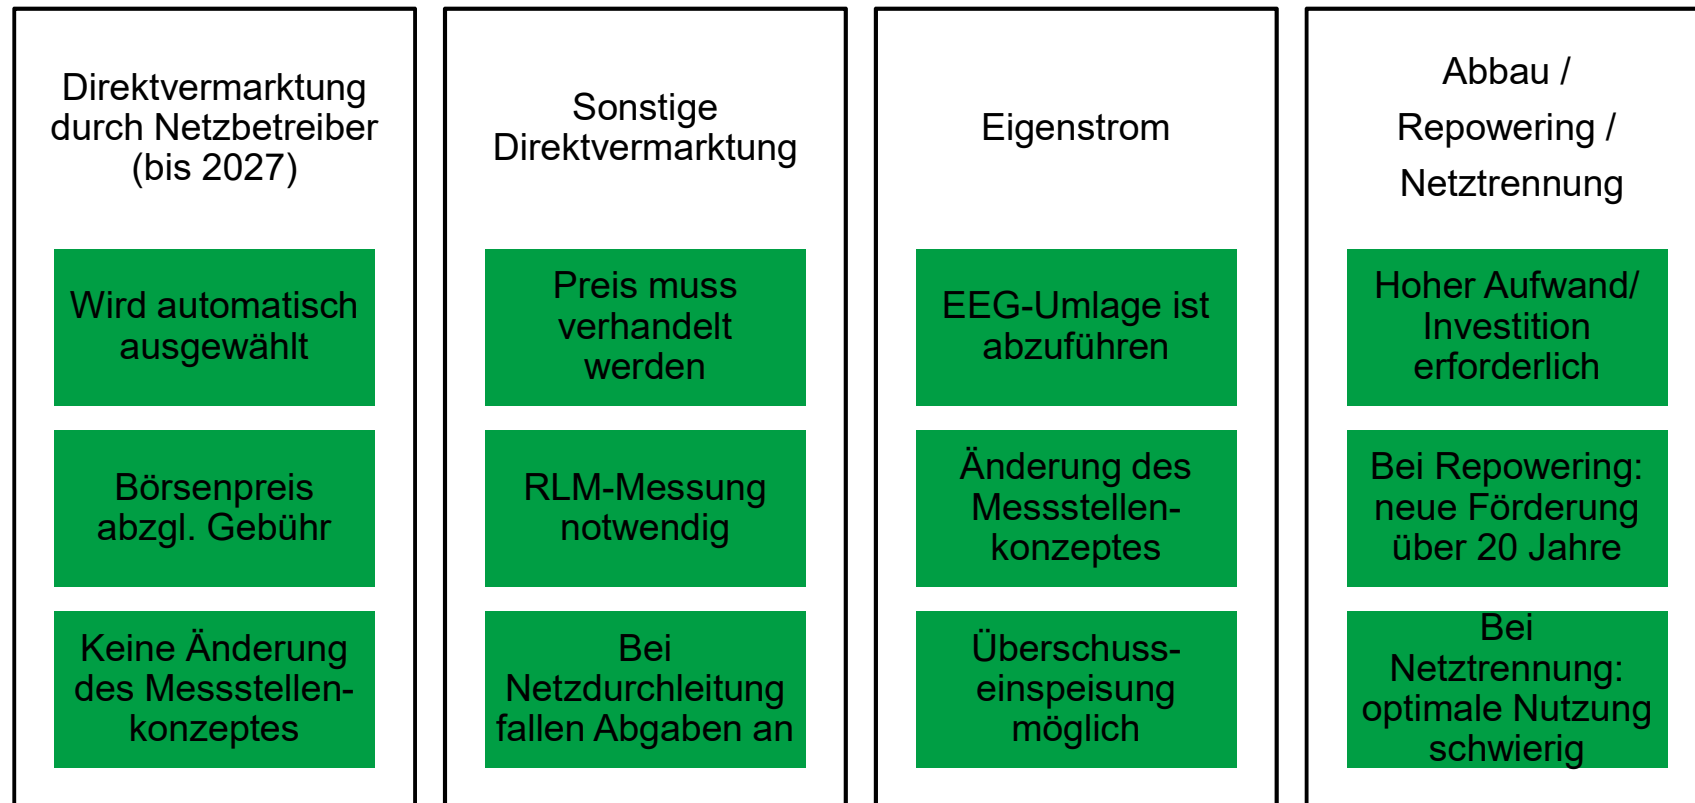 Direktvermarktung
durch Netzbetreiber
(bis 2027)
Wird automatisch
ausgewählt
Börsenpreis
abzgl. Gebühr
Keine Änderung
des Messstellen-
konzeptes
Sonstige
Direktvermarktung
Preis muss
verhandelt
werden
RLM-Messung
notwendig
Bei
Netzdurchleitung
fallen Abgaben an
Eigenstrom
EEG-Umlage ist
abzuführen
Änderung des
Messstellen-
konzeptes
Überschuss-
einspeisung
möglich
Abbau /
Repowering /
Netztrennung
Hoher Aufwand/
Investition
erforderlich
Bei Repowering:
neue Förderung
über 20 Jahre
Bei
Netztrennung:
optimale Nutzung
schwierig